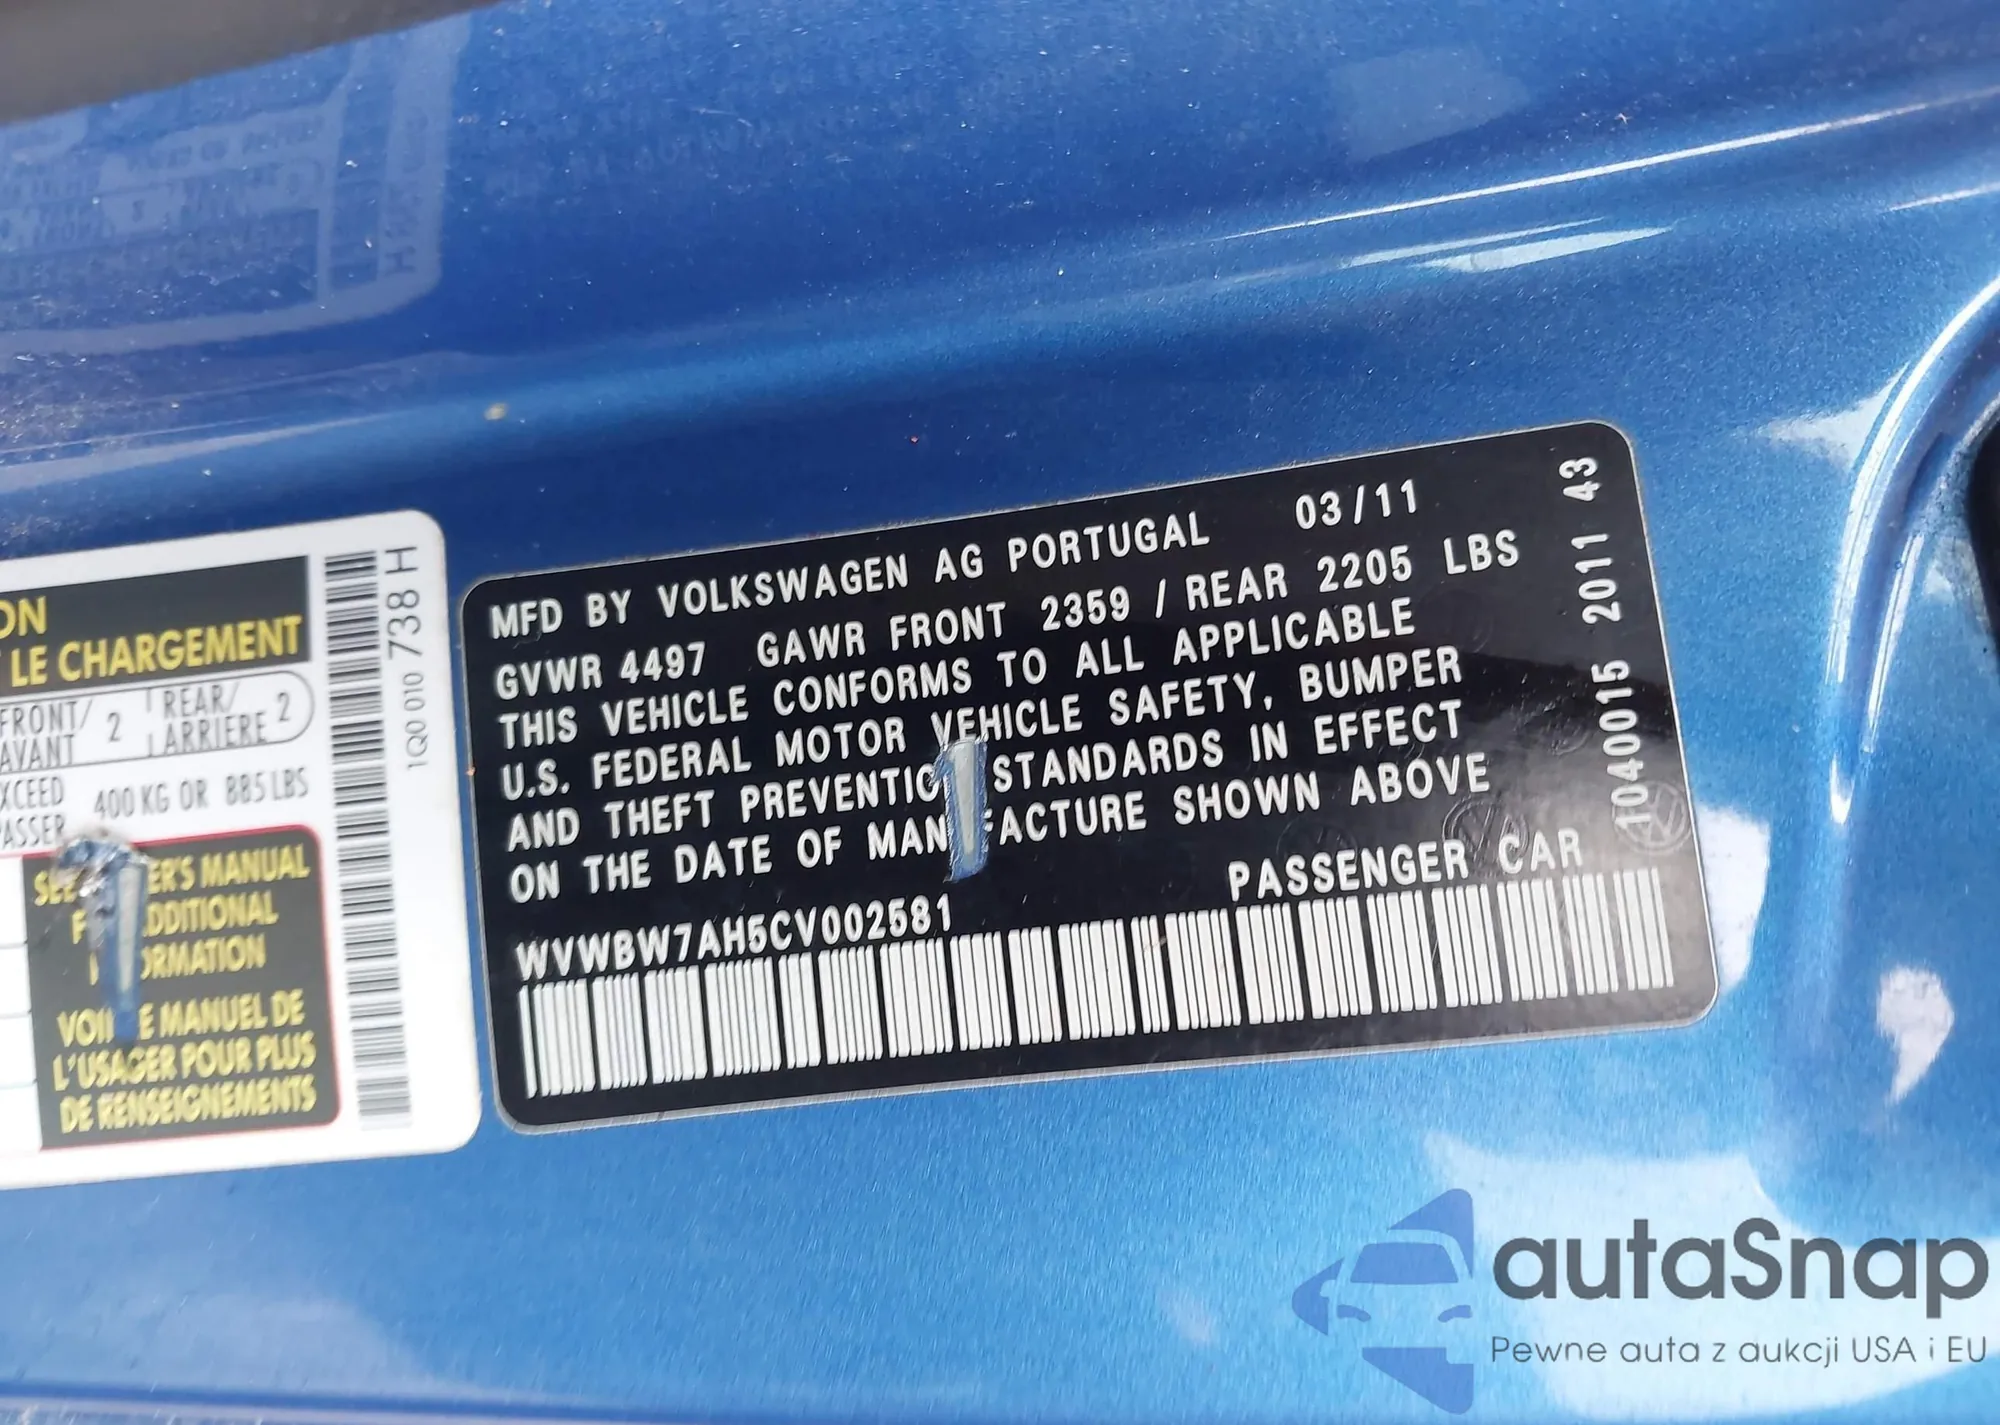 ON
LE CHARGEMENT
FRONT/
AVANT 2
REAR/
ARRIERE 2
XCEED
PASSER 400 KG OR 885 LBS
MANUAL
INFORMATION
MANUEL DE
L'USAGER POUR PLUS
DE RENSEIGNEMENTS
1Q0 010 738 H
MFD BY VOLKSWAGEN AG PORTUGAL 03/11
GVWR 4497 GAWR FRONT 2359 / REAR 2205 LBS
THIS VEHICLE CONFORMS TO ALL APPLICABLE
U.S. FEDERAL MOTOR VEHICLE SAFETY, BUMPER
AND THEFT PREVENTIO STANDARDS IN EFFECT
ON THE DATE OF MAN FACTURE SHOWN ABOVE
PASSENGER CAR
WVWBW7AH5CV002581
1040015 2011 43
autaSnap
Pewne auta z aukcji USA i EU